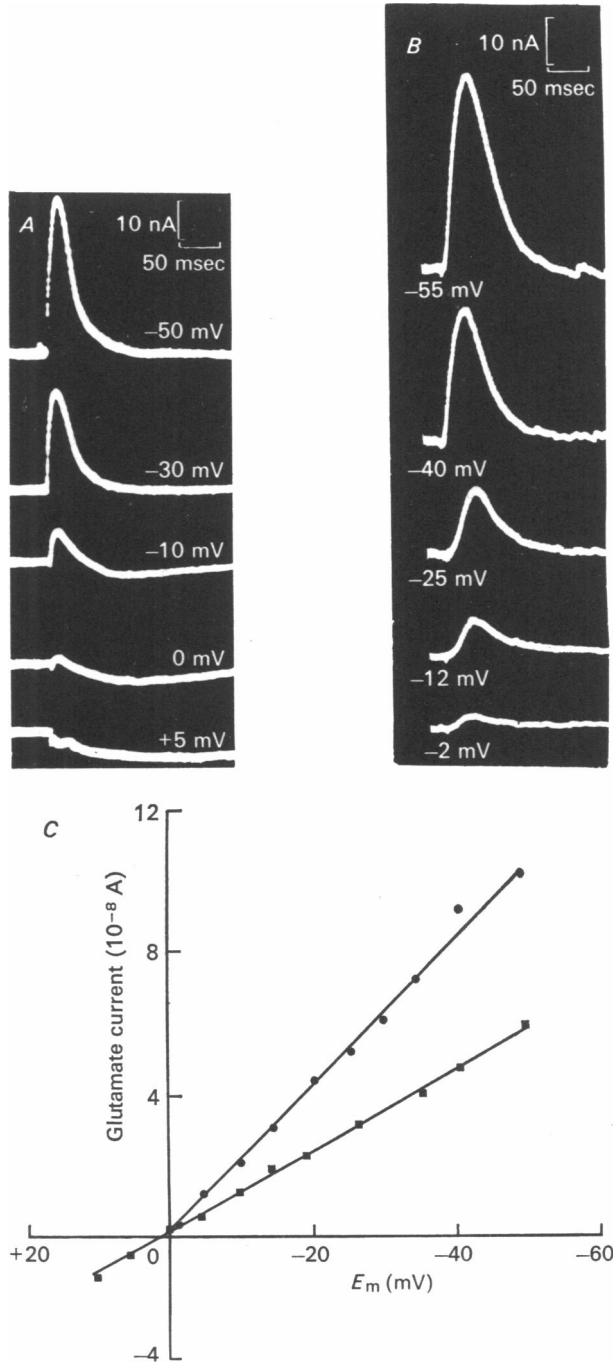 A
10 nA
50 msec
−50 mV
−30 mV
−10 mV
0 mV
+5 mV
B
10 nA
50 msec
−55 mV
−40 mV
−25 mV
−12 mV
−2 mV
C
Glutamate current (10⁻⁸ A)
12
8
4
−4
+20
0
−20
−40
−60
Eₘ (mV)